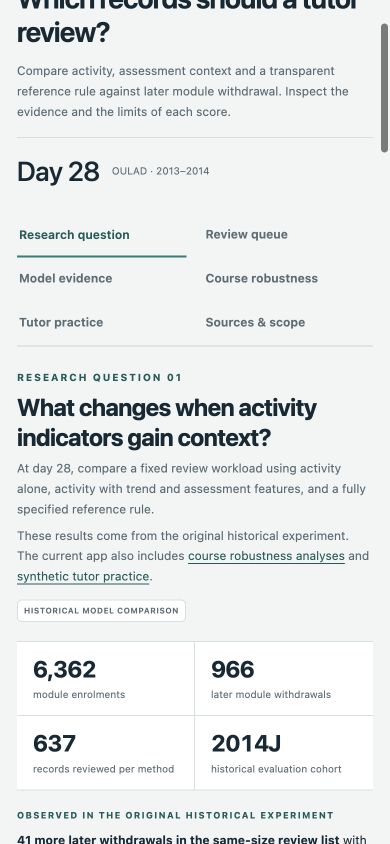 Which records should a tutor
review?
Compare activity, assessment context and a transparent
reference rule against later module withdrawal. Inspect the
evidence and the limits of each score.
Day 28 OULAD · 2013–2014
Research question Review queue
Model evidence Course robustness
Tutor practice Sources & scope
RESEARCH QUESTION 01
What changes when activity
indicators gain context?
At day 28, compare a fixed review workload using activity
alone, activity with trend and assessment features, and a fully
specified reference rule.
These results come from the original historical experiment.
The current app also includes course robustness analyses and
synthetic tutor practice.
HISTORICAL MODEL COMPARISON
6,362 966
module enrolments later module withdrawals
637 2014J
records reviewed per method historical evaluation cohort
OBSERVED IN THE ORIGINAL HISTORICAL EXPERIMENT
41 more later withdrawals in the same-size review list with